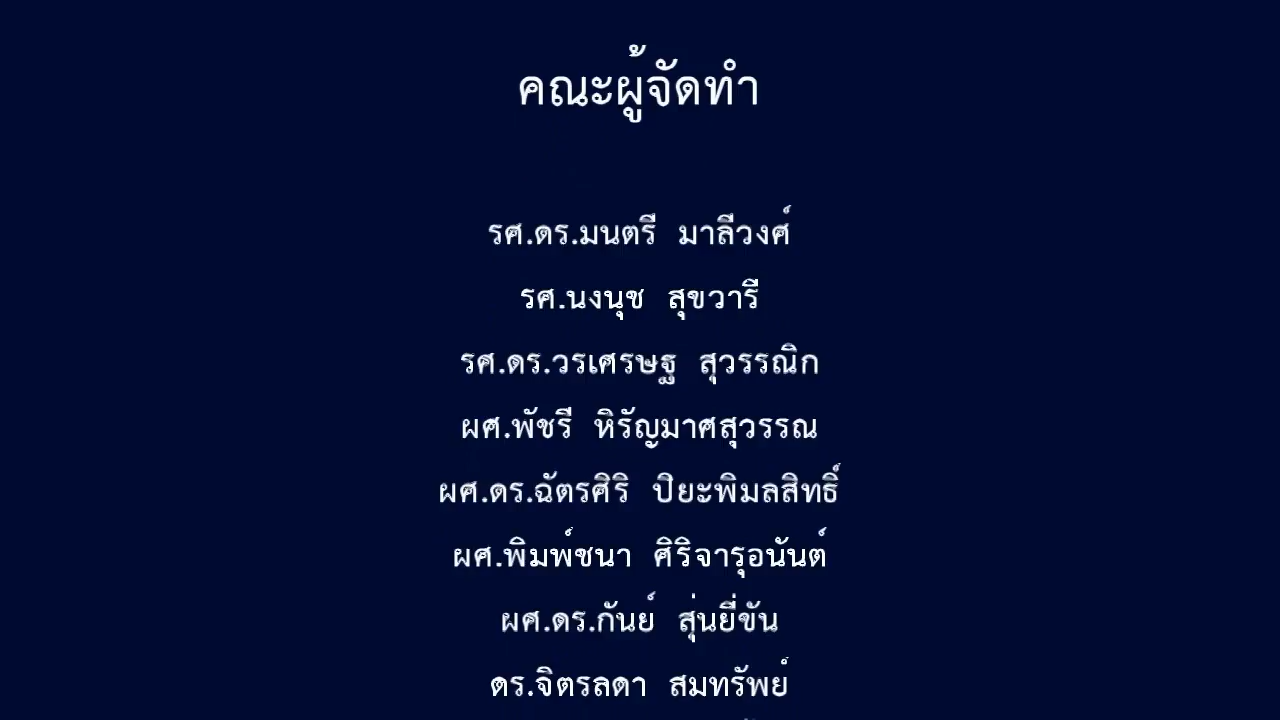 คณะผู้จัดทำ
รศ.ดร.มนตรี มาลีวงศ์
รศ.นงนุช สุขวารี
รศ.ดร.วรเศรษฐ สุวรรณิก
ผศ.พัชรี หิรัญมาศสุวรรณ
ผศ.ดร.ฉัตรศิริ ปิยะพิมลสิทธิ์
ผศ.พิมพ์ชนา ศิริจารุอนันต์
ผศ.ดร.กันย์ สุ่นยี่ขัน
ดร.จิตรลดา สมทรัพย์